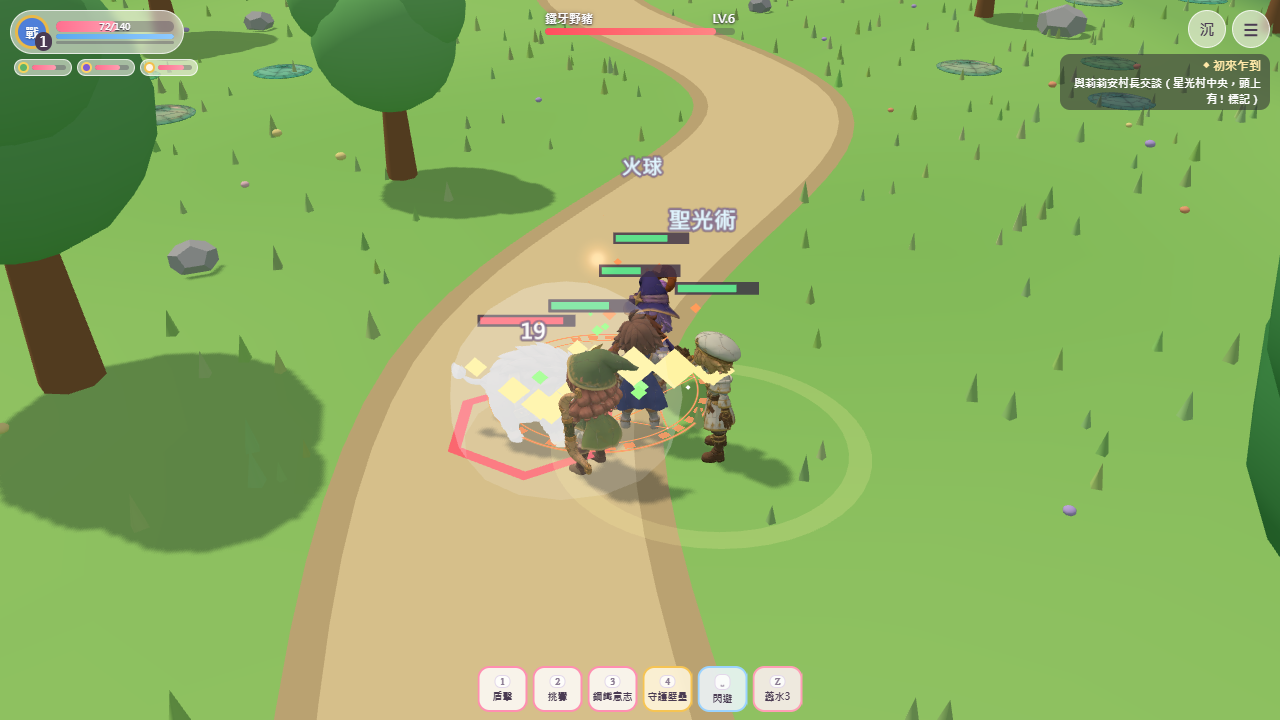 戰
1
72/140
鐵牙野豬 LV.6
沉
初來乍到
與莉莉安村長交談（星光村中央，頭上
有！標記）
火球
聖光術
19
1
盾擊
2
挑釁
3
鋼鐵意志
4
守護壁壘
閃避
Z
藥水3